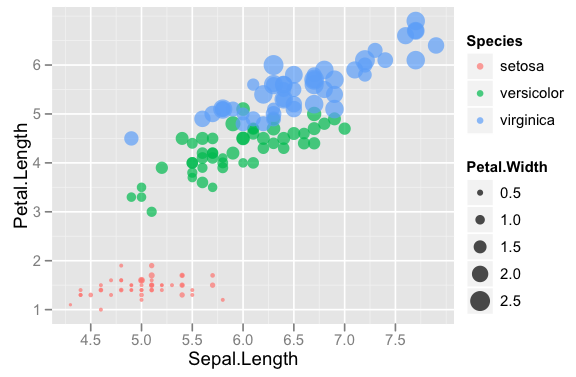 Petal.Length
6
5
4
3
2
1
4.5 5.0 5.5 6.0 6.5 7.0 7.5
Sepal.Length
Species
setosa
versicolor
virginica
Petal.Width
0.5
1.0
1.5
2.0
2.5